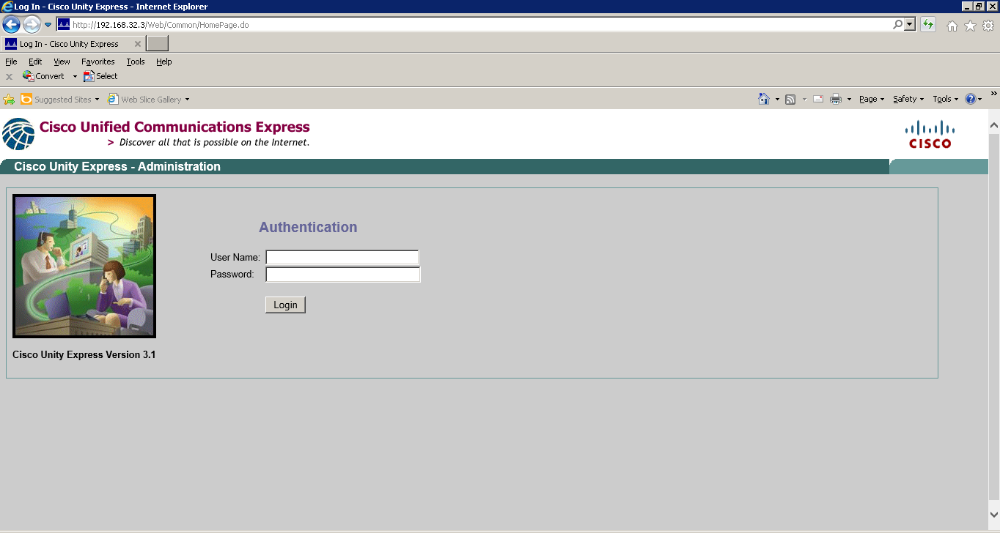 Log In - Cisco Unity Express - Internet Explorer
http://192.168.32.3/Web/Common/HomePage.do
Log In - Cisco Unity Express
File Edit View Favorites Tools Help
Convert Select
Suggested Sites Web Slice Gallery Page Safety Tools
Cisco Unified Communications Express
> Discover all that is possible on the Internet.
CISCO
Cisco Unity Express - Administration
Authentication
User Name:
Password:
Login
Cisco Unity Express Version 3.1